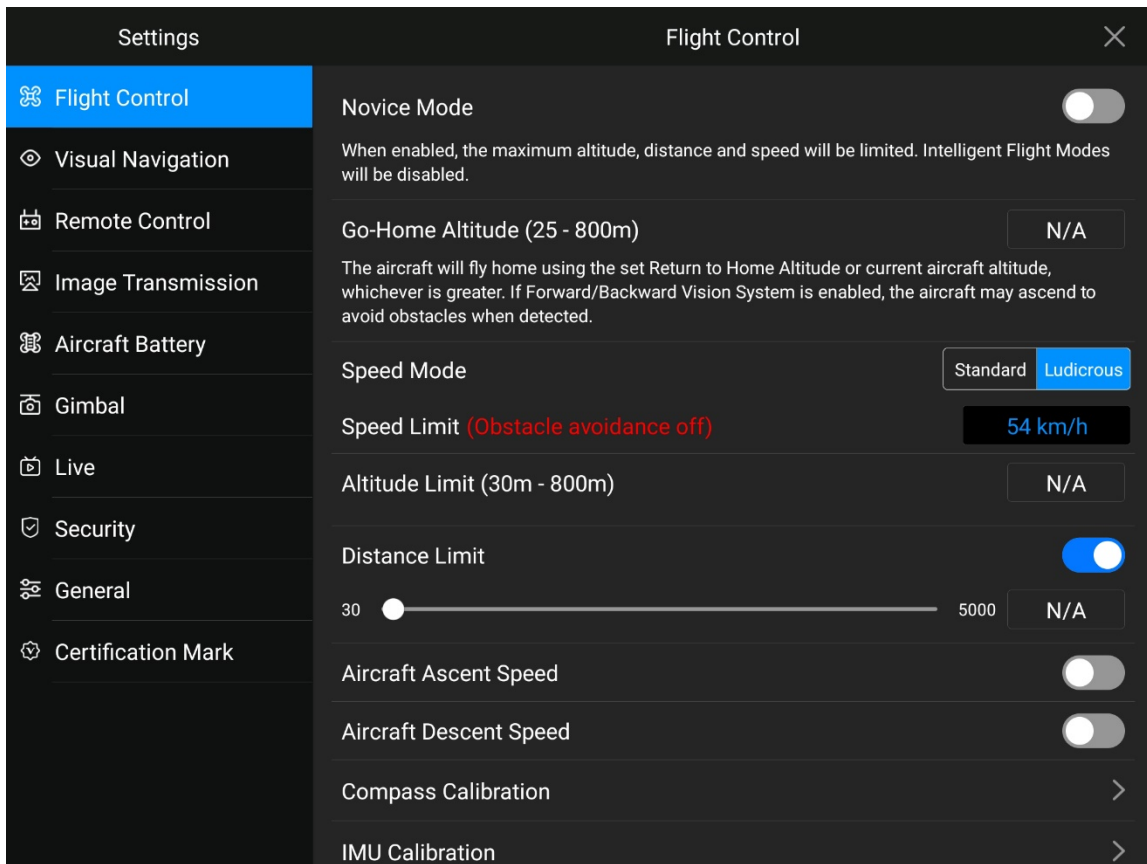 Settings
Flight Control
Flight Control
Visual Navigation
Remote Control
Image Transmission
Aircraft Battery
Gimbal
Live
Security
General
Certification Mark
Novice Mode
When enabled, the maximum altitude, distance and speed will be limited. Intelligent Flight Modes
will be disabled.
Go-Home Altitude (25 - 800m)
N/A
The aircraft will fly home using the set Return to Home Altitude or current aircraft altitude,
whichever is greater. If Forward/Backward Vision System is enabled, the aircraft may ascend to
avoid obstacles when detected.
Speed Mode
Standard
Ludicrous
Speed Limit (Obstacle avoidance off)
54 km/h
Altitude Limit (30m - 800m)
N/A
Distance Limit
30
5000
N/A
Aircraft Ascent Speed
Aircraft Descent Speed
Compass Calibration
IMU Calibration